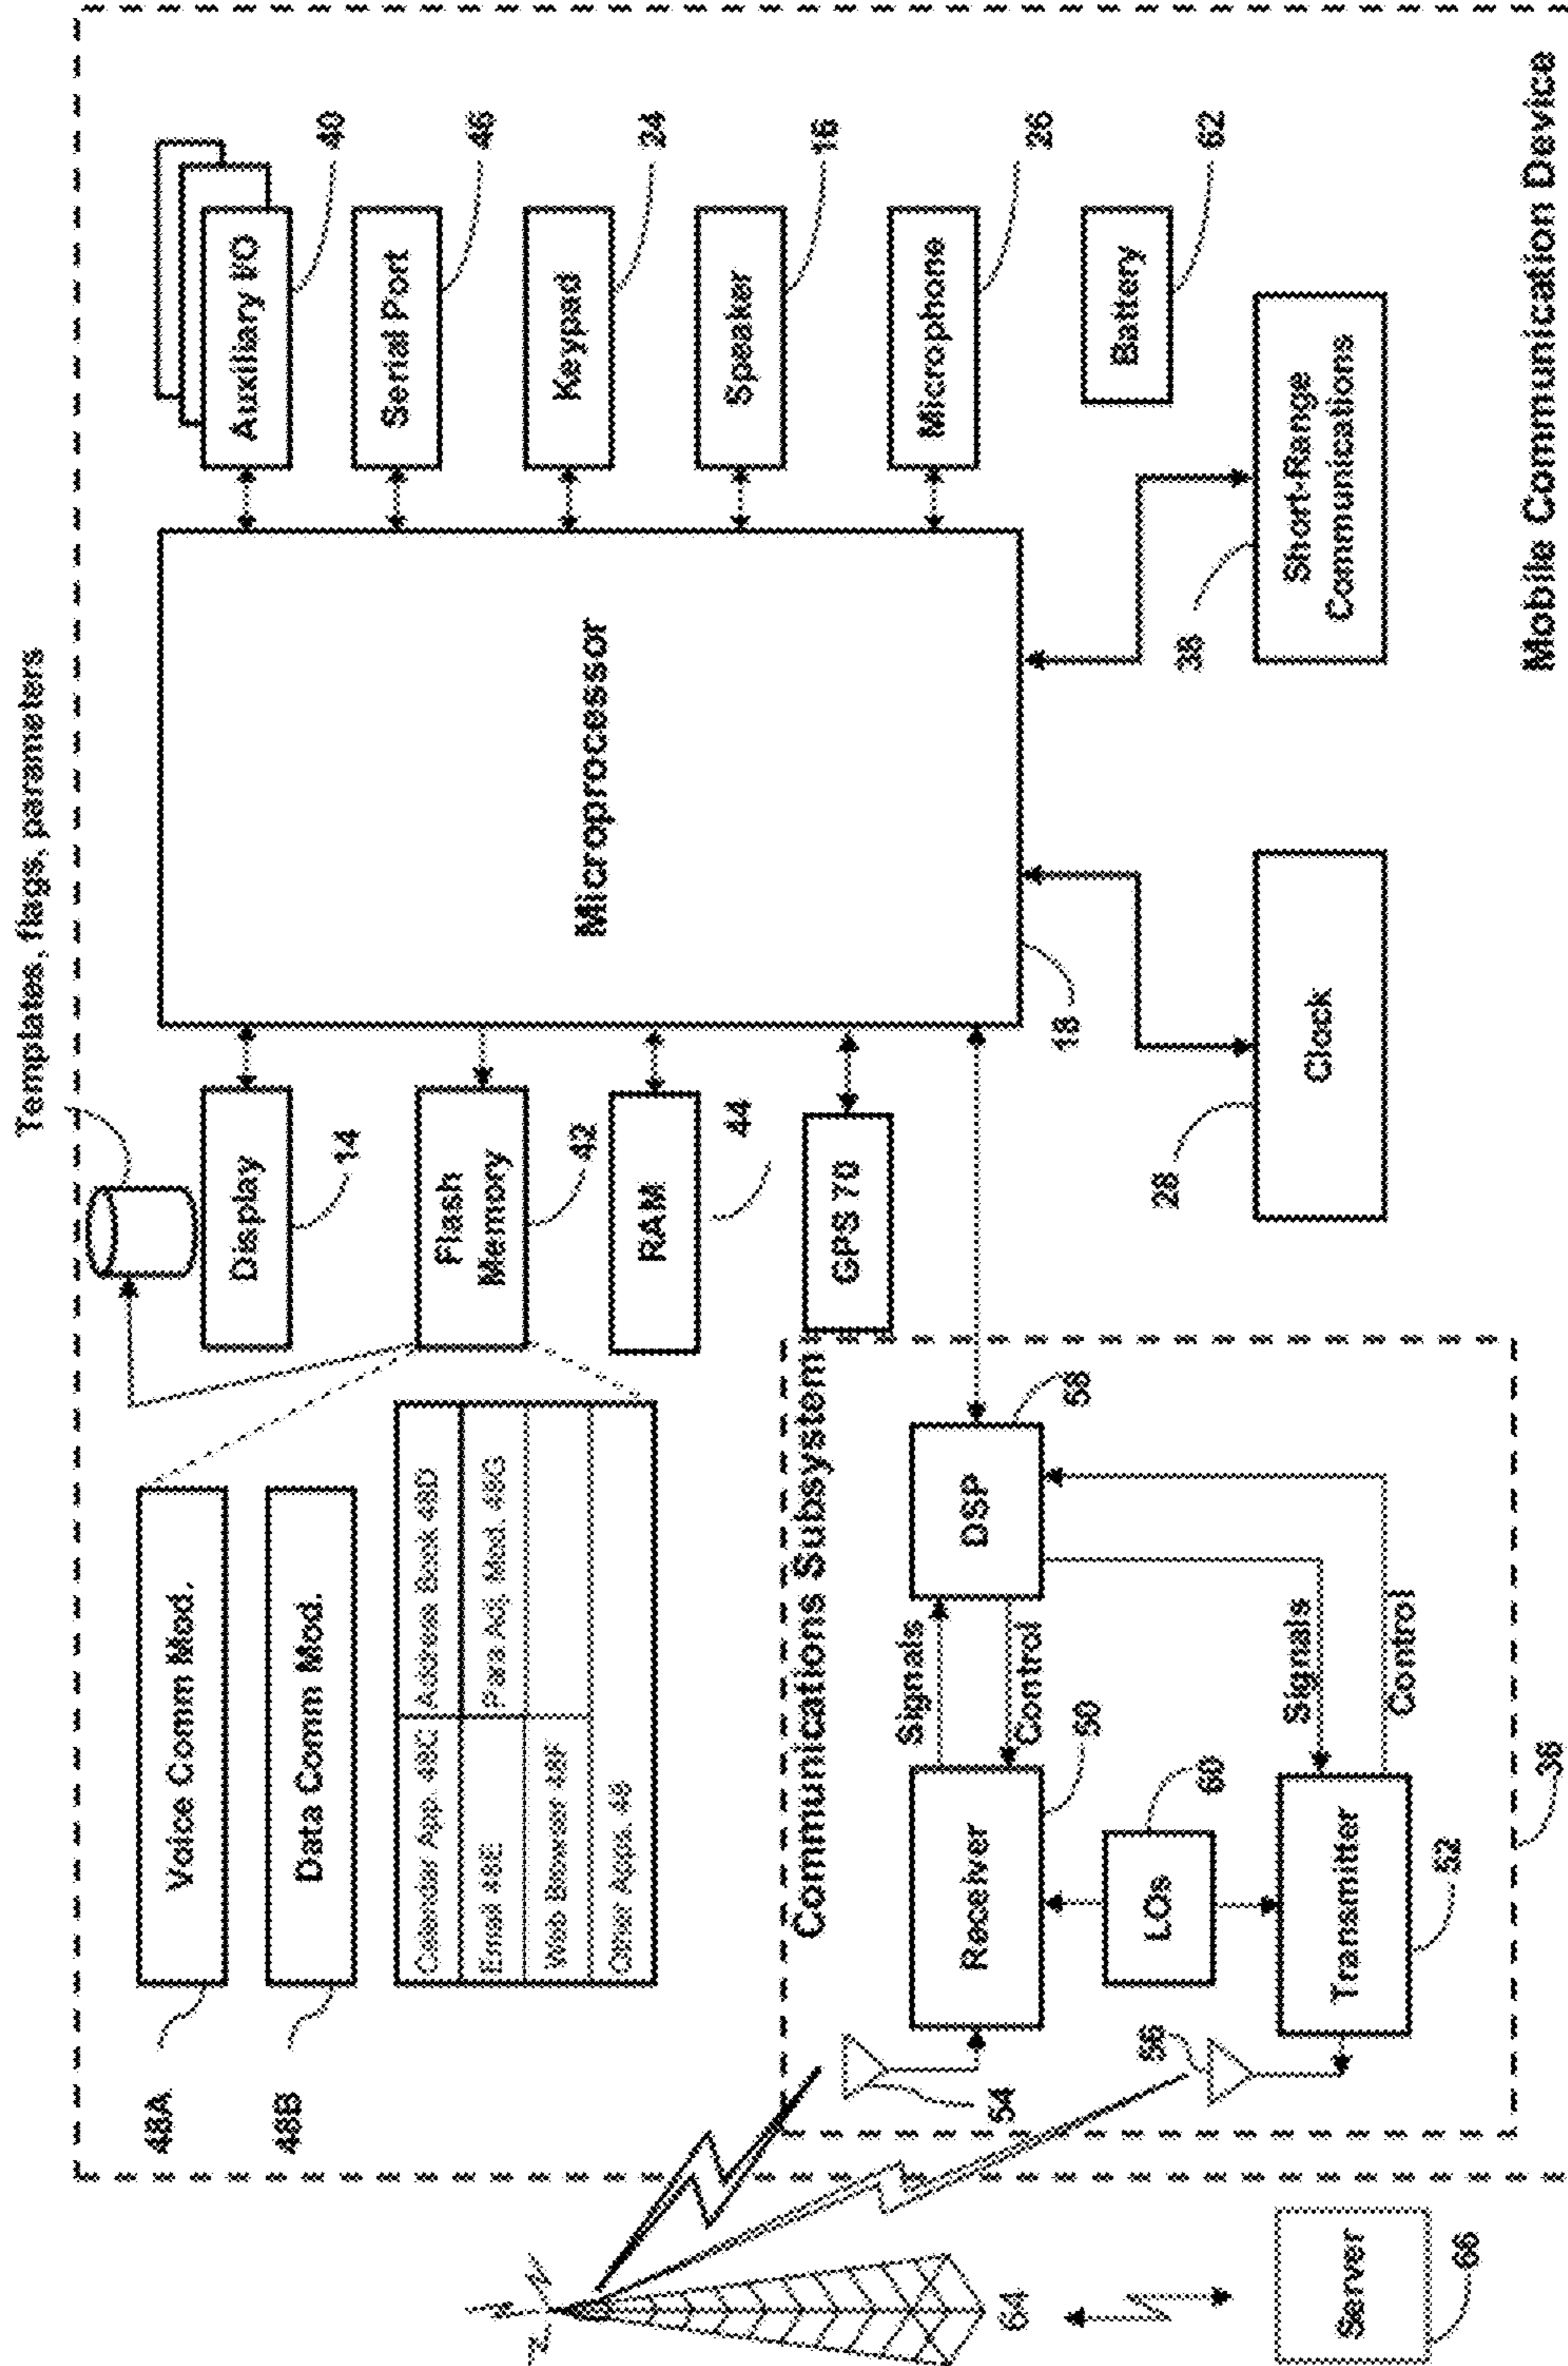 Templates, flags, parameters
48A
Voice Comm Mod.
48B
Data Comm Mod.
Calendar App. 48C
Address Book 48D
Email 48E
Para Adj. Mod. 48G
Web Browser 48F
Other Apps. 48
Display
14
Flash
Memory
42
RAM
44
GPS 70
Microprocessor
18
Auxiliary I/O
40
Serial Port
46
Keypad
24
Speaker
16
Microphone
Battery
62
Short-Range
Communications
38
Clock
28
Communications Subsystem
54
Receiver
50
Signals
Control
DSP
58
LOs
60
56
Transmitter
52
Signals
Control
36
64
Server
66
Mobile Communication Device